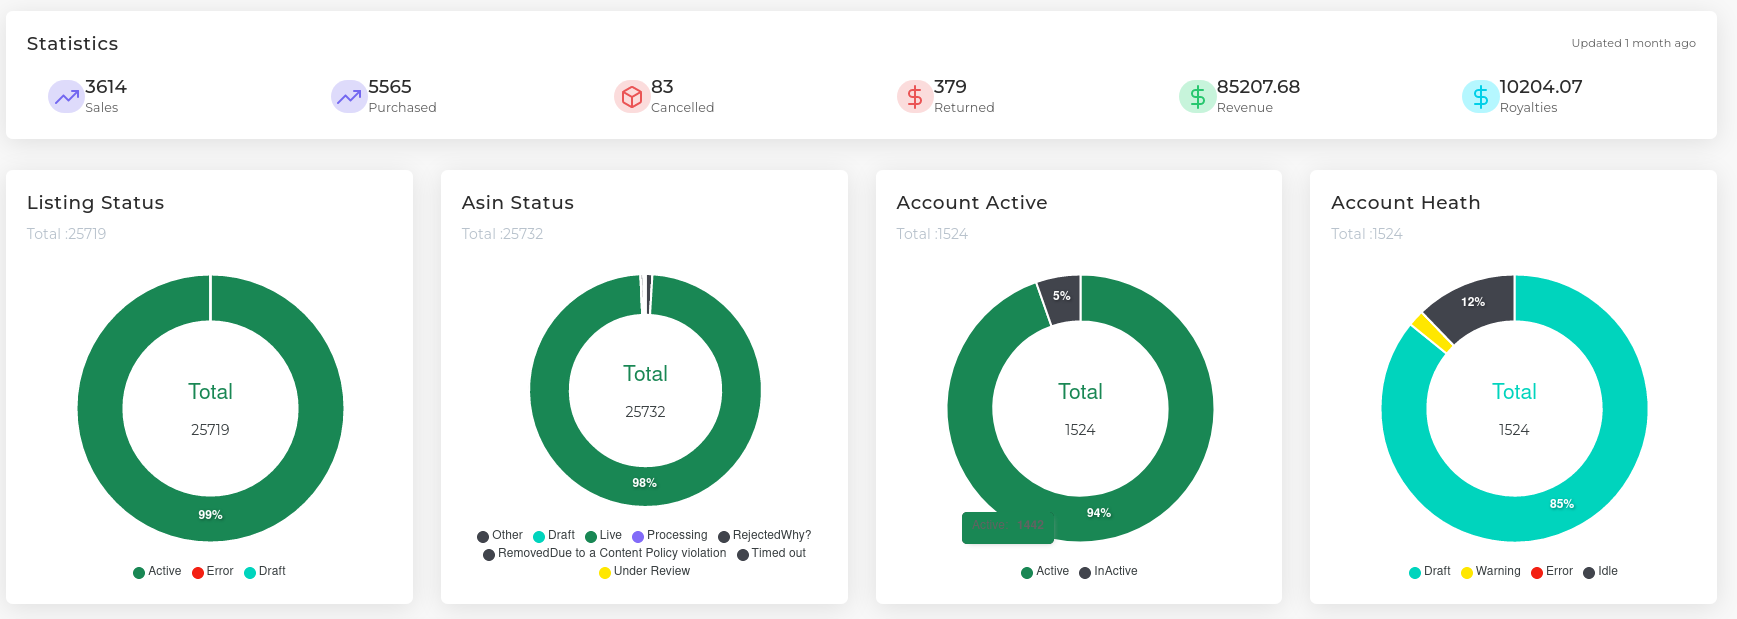 Statistics
Updated 1 month ago
3614
Sales
5565
Purchased
83
Cancelled
379
Returned
85207.68
Revenue
10204.07
Royalties
Listing Status
Total :25719
Total
25719
99%
Active Error Draft
Asin Status
Total :25732
Total
25732
98%
Other Draft Live Processing RejectedWhy?
RemovedDue to a Content Policy violation Timed out
Under Review
Account Active
Total :1524
5%
Total
1524
94%
Active InActive
Account Heath
Total :1524
12%
Total
1524
85%
Draft Warning Error Idle